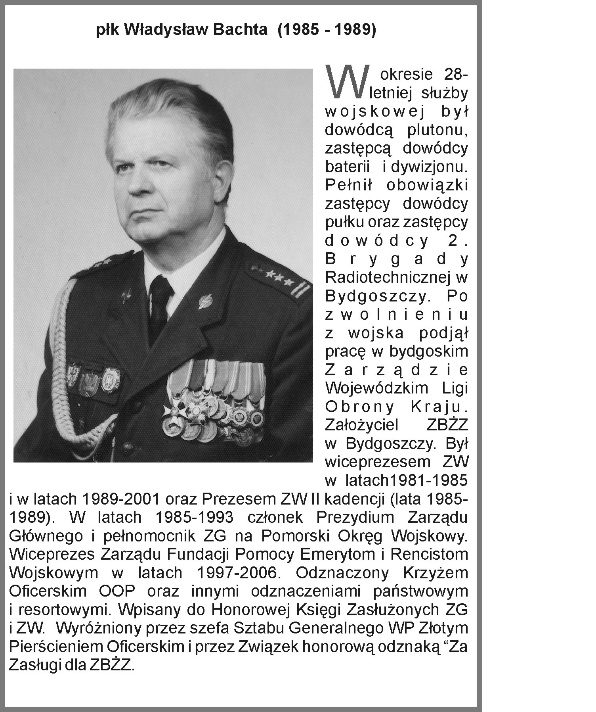 płk Władysław Bachta (1985 - 1989)
W okresie 28-
letniej służby
wojskowej był
dowódcą plutonu,
zastępcą dowódcy
baterii i dywizjonu.
Pełnił obowiązki
zastępcy dowódcy
pułku oraz zastępcy
dowódcy 2.
Brygady
Radiotechnicznej w
Bydgoszczy. Po
zwolnieniu
z wojska podjął
pracę w bydgoskim
Zarządzie
Wojewódzkim Ligi
Obrony Kraju.
Założyciel ZBŻZ
w Bydgoszczy. Był
wiceprezesem ZW
w latach1981-1985
i w latach 1989-2001 oraz Prezesem ZW II kadencji (lata 1985-
1989). W latach 1985-1993 członek Prezydium Zarządu
Głównego i pełnomocnik ZG na Pomorski Okręg Wojskowy.
Wiceprezes Zarządu Fundacji Pomocy Emerytom i Rencistom
Wojskowym w latach 1997-2006. Odznaczony Krzyżem
Oficerskim OOP oraz innymi odznaczeniami państwowym
i resortowymi. Wpisany do Honorowej Księgi Zasłużonych ZG
i ZW. Wyróżniony przez szefa Sztabu Generalnego WP Złotym
Pierścieniem Oficerskim i przez Związek honorową odznaką “Za
Zasługi dla ZBŻZ.